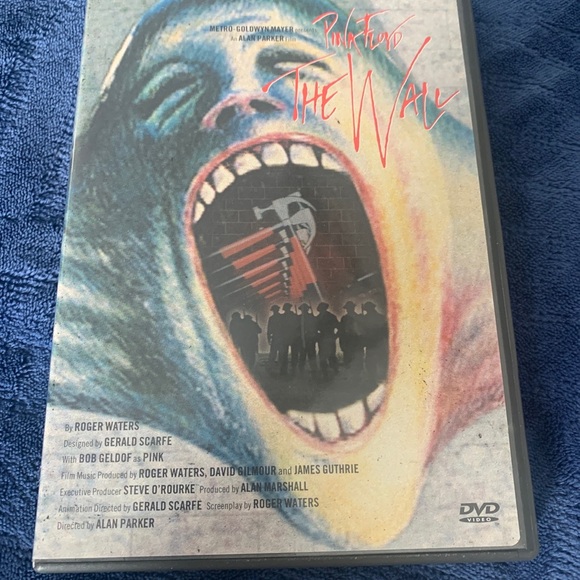 METRO-GOLDWYN-MAYER presents
An ALAN PARKER Film
PINK FLOYD
THE WALL
By ROGER WATERS
Designed by GERALD SCARFE
With BOB GELDOF as PINK
Film Music Produced by ROGER WATERS, DAVID GILMOUR and JAMES GUTHRIE
Executive Producer STEVE O'ROURKE Produced by ALAN MARSHALL
Animation Directed by GERALD SCARFE Screenplay by ROGER WATERS
Directed by ALAN PARKER
DVD
VIDEO